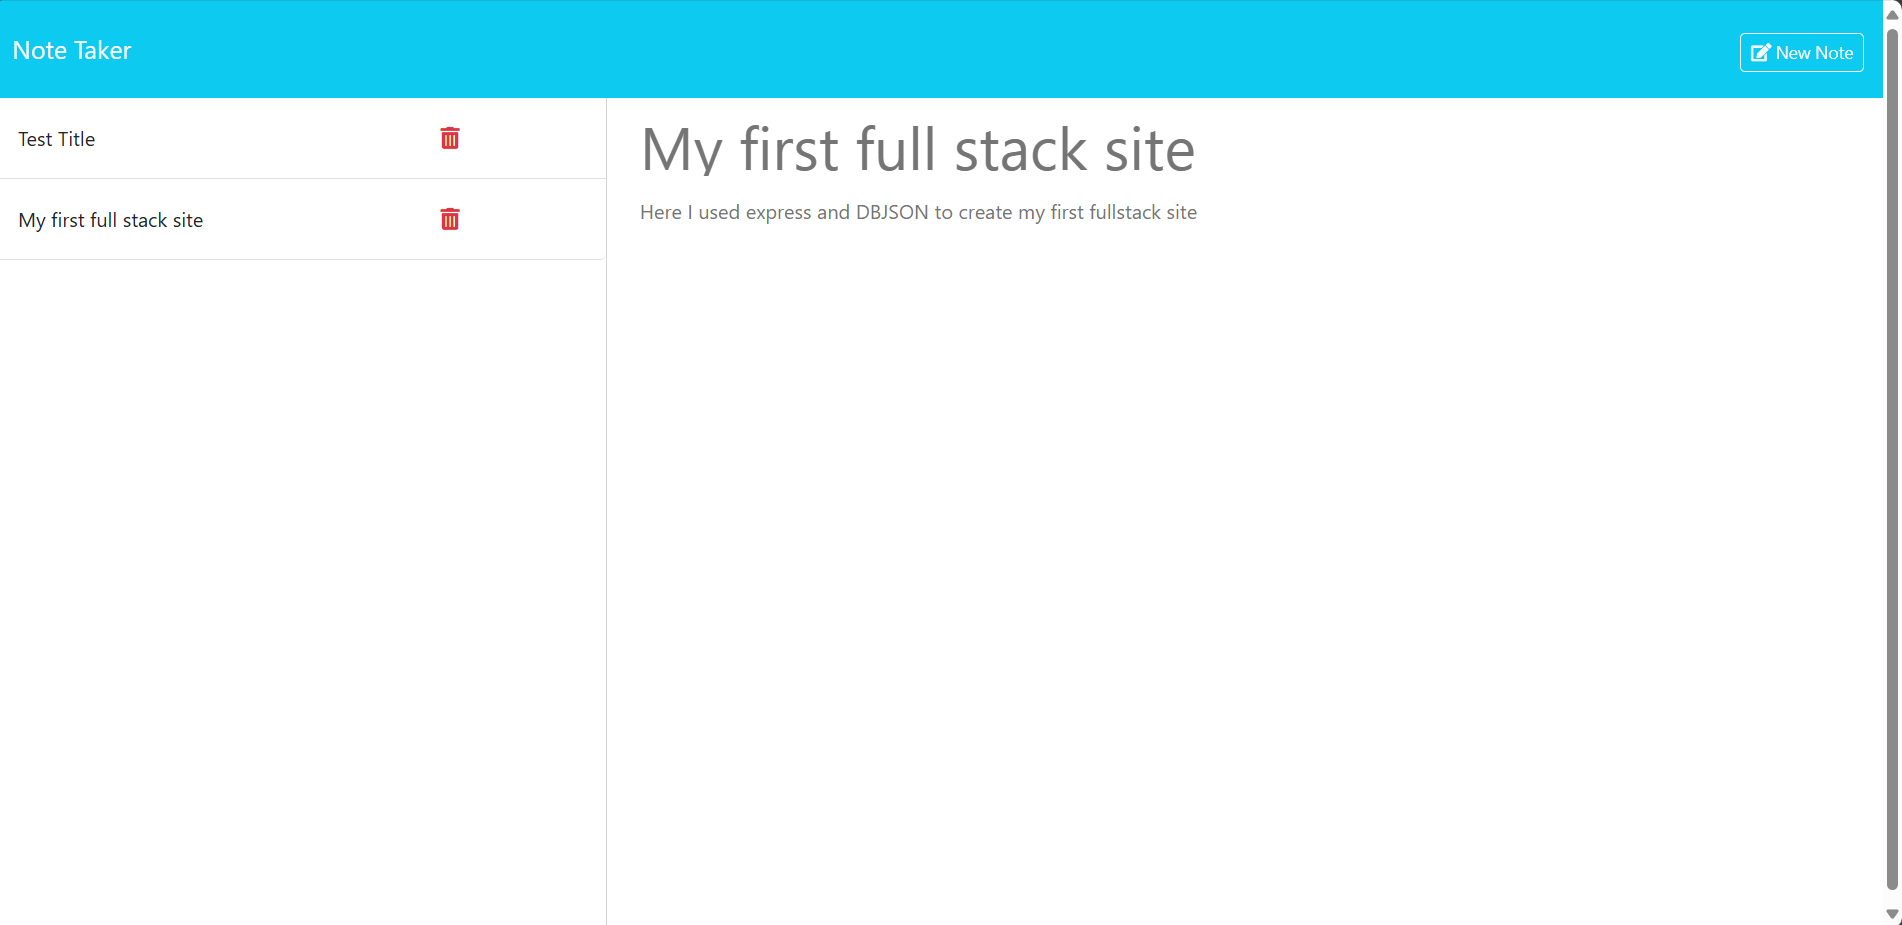 Note Taker
New Note
Test Title
My first full stack site
My first full stack site
Here I used express and DBJSON to create my first fullstack site